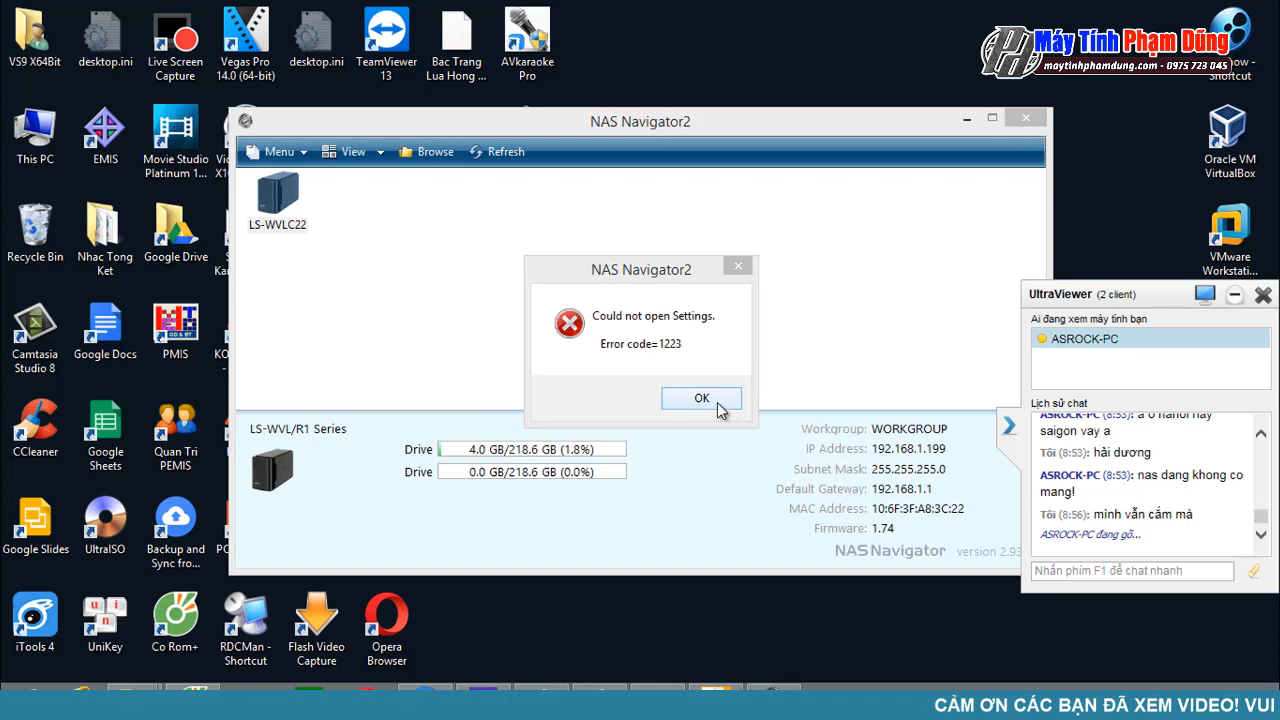 VS9 X64Bit
desktop.ini
Live Screen
Capture
Vegas Pro
14.0 (64-bit)
desktop.ini
TeamViewer
13
Bac Trang
Lua Hong ...
AVkaraoke
Pro
Máy Tính Phạm Dũng
maytinhphamdung.com - 0975 723 045
Shortcut
This PC
EMIS
Movie Studio
Platinum 1...
Oracle VM
VirtualBox
Recycle Bin
Nhac Tong
Ket
Google Drive
VMware
Workstati...
Camtasia
Studio 8
Google Docs
PMIS
CCleaner
Google
Sheets
Quan Tri
PEMIS
Google Slides
UltraISO
Backup and
Sync fro...
iTools 4
UniKey
Co Rom+
RDCMan -
Shortcut
Flash Video
Capture
Opera
Browser
NAS Navigator2
Menu
View
Browse
Refresh
LS-WVLC22
NAS Navigator2
Could not open Settings.
Error code=1223
OK
LS-WVL/R1 Series
Drive 4.0 GB/218.6 GB (1.8%)
Drive 0.0 GB/218.6 GB (0.0%)
Workgroup: WORKGROUP
IP Address: 192.168.1.199
Subnet Mask: 255.255.255.0
Default Gateway: 192.168.1.1
MAC Address: 10:6F:3F:A8:3C:22
Firmware: 1.74
NAS Navigator version 2.93
UltraViewer (2 client)
Ai đang xem máy tính bạn
ASROCK-PC
Lịch sử chat
ASROCK-PC (8:53): a o hanoi hay
saigon vay a
Tôi (8:53): hải dương
ASROCK-PC (8:53): nas dang khong co
mang!
Tôi (8:56): mình vẫn cắm mà
ASROCK-PC đang gõ...
Nhấn phím F1 để chat nhanh
CẢM ƠN CÁC BẠN ĐÃ XEM VIDEO! VUI